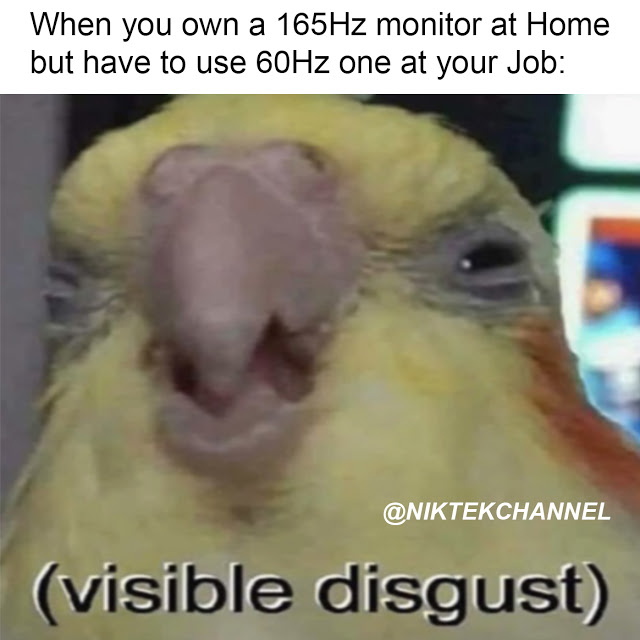 When you own a 165Hz monitor at Home
but have to use 60Hz one at your Job:
@NIKTEKCHANNEL
(visible disgust)